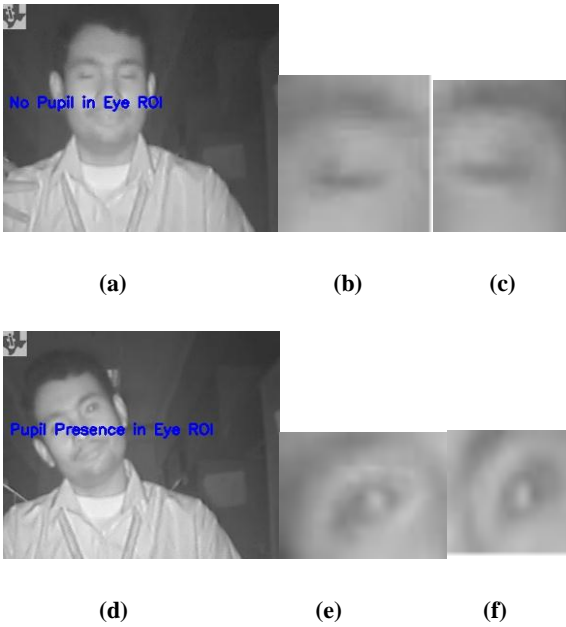 No Pupil in Eye ROI
(a) (b) (c)
Pupil Presence in Eye ROI
(d) (e) (f)